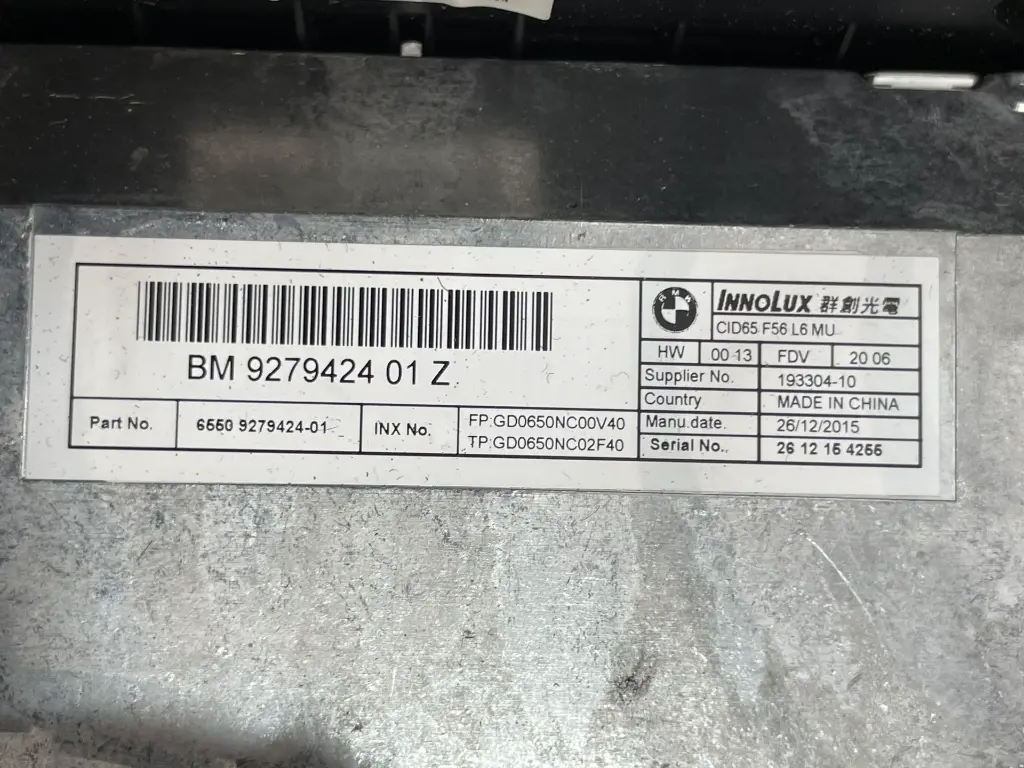 BM 9279424 01 Z
Part No. 6550 9279424-01 INX No. FP:GD0650NC00V40
TP:GD0650NC02F40
BMW INNOLUX 群創光電
CID65 F56 L6 MU
HW 00 13 FDV 20 06
Supplier No. 193304-10
Country MADE IN CHINA
Manu.date. 26/12/2015
Serial No.. 26 12 15 4255